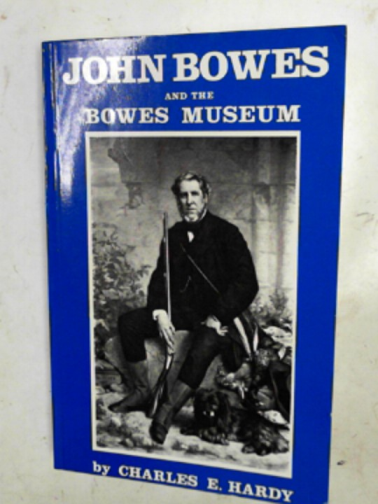 JOHN BOWES
AND THE
BOWES MUSEUM
by CHARLES E. HARDY